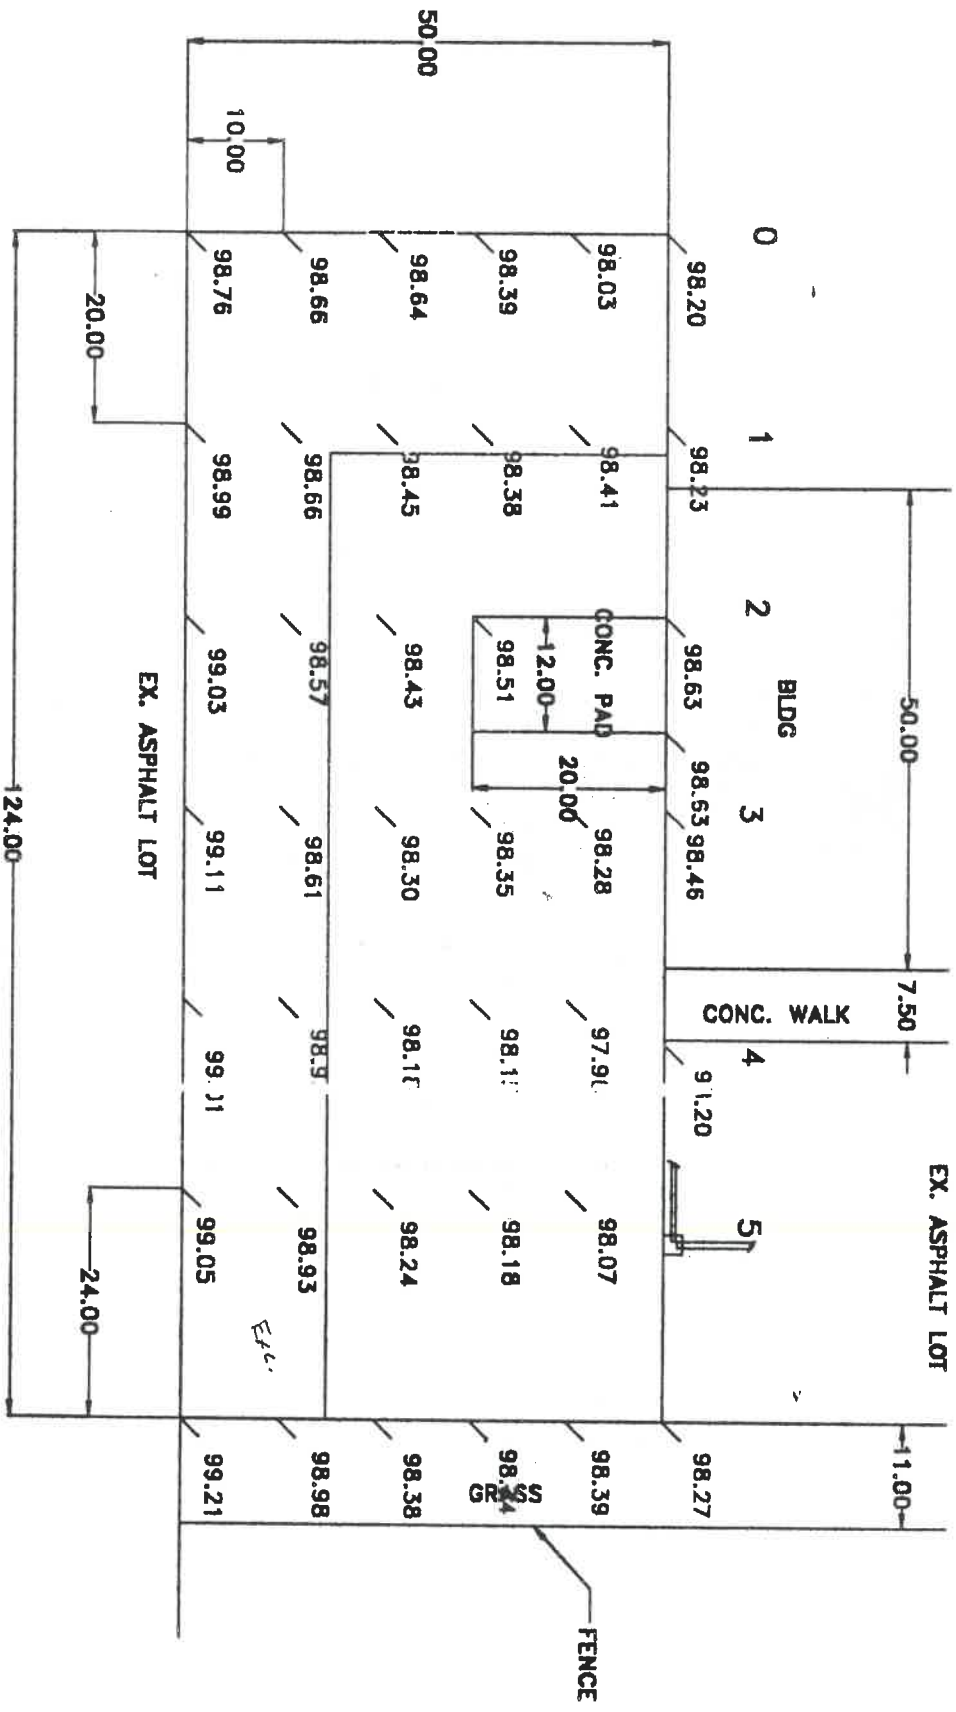 EX. ASPHALT LOT
50.00 7.50 11.00
BLDG CONC. WALK
0 1 2 3 4 5
98.20 98.23 98.63 98.63 98.46 98.27
98.03 98.41 CONC. PAD 98.28 98.07 98.39
FENCE
20.00
12.00
98.39 98.38 98.51 98.35 98.18
50.00
98.64 98.45 98.43 98.30 98.24 98.38
98.66 98.66 98.57 98.61 98.93 98.98
10.00
98.76 98.99 99.03 99.11 99.05 99.21
EX. ASPHALT LOT
20.00 24.00
124.00